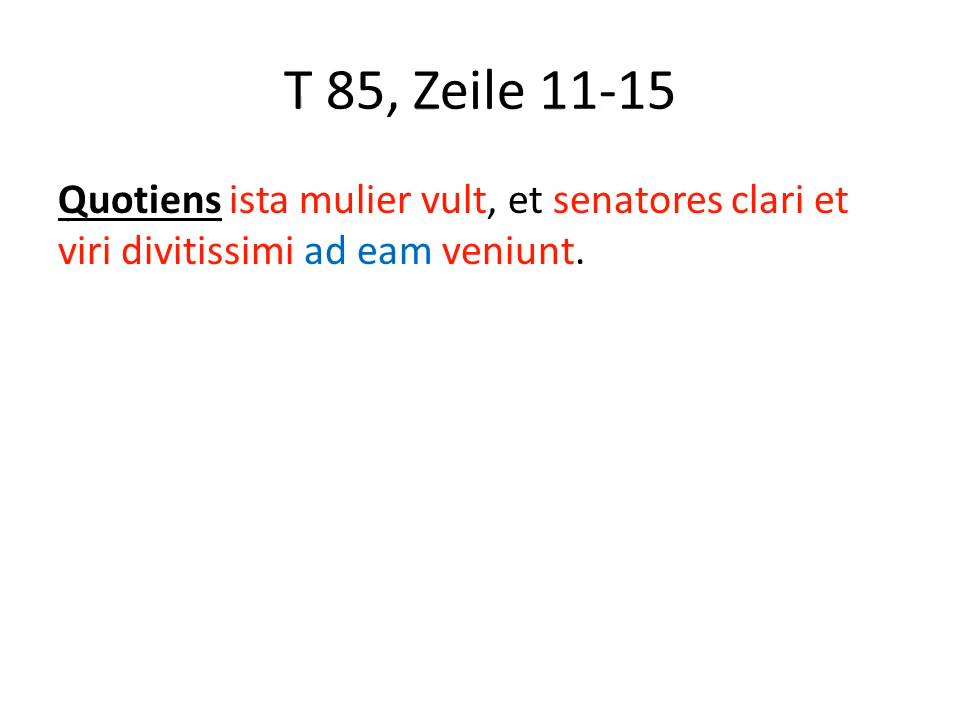 T 85, Zeile 11-15
Quotiens ista mulier vult, et senatores clari et
viri divitissimi ad eam veniunt.